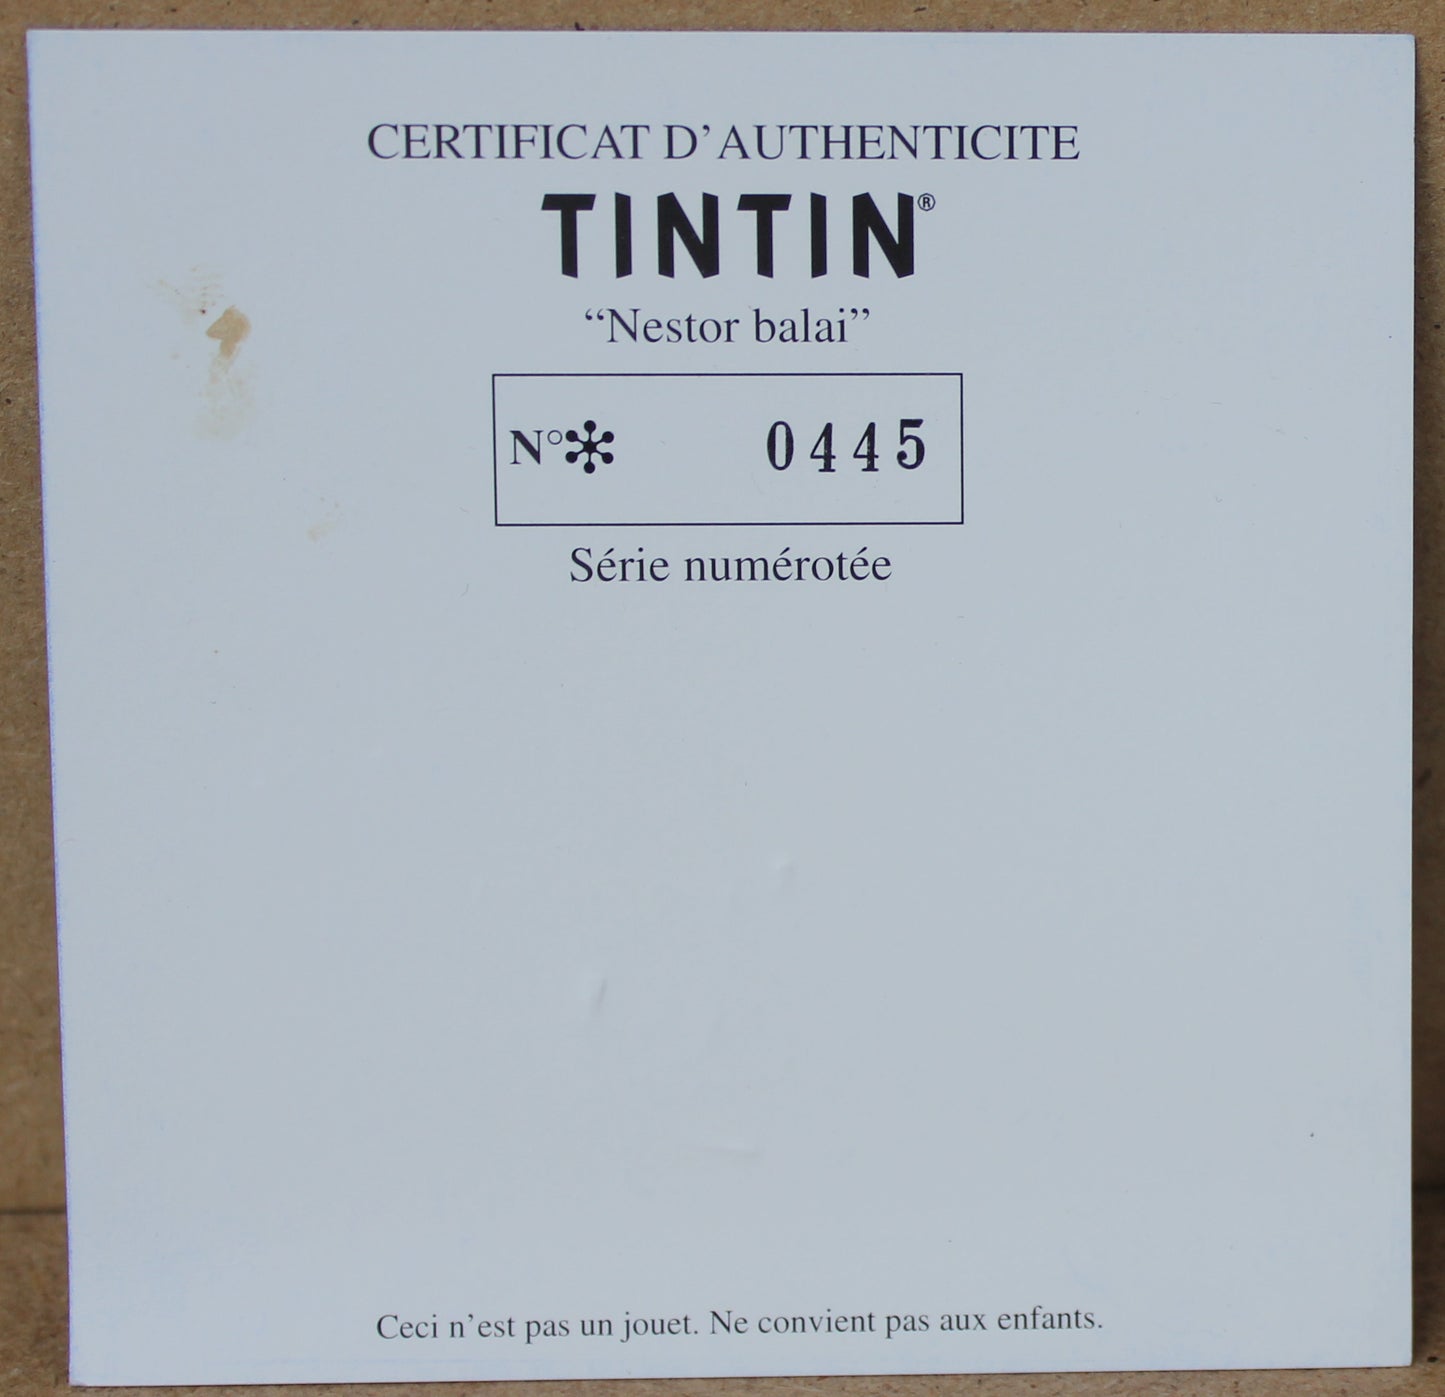 CERTIFICAT D'AUTHENTICITE
TINTIN®
“Nestor balai”
N° 0445
Série numérotée
Ceci n'est pas un jouet. Ne convient pas aux enfants.